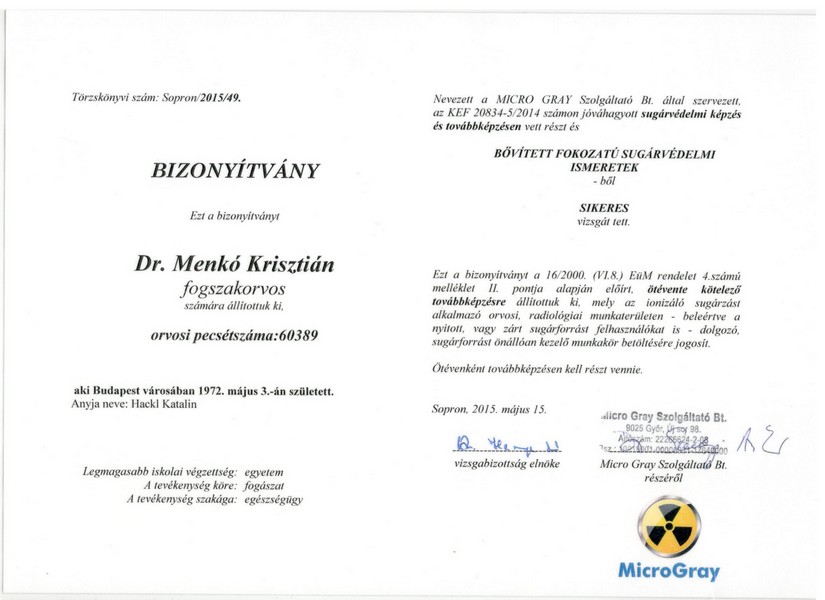 Törzskönyvi szám: Sopron/2015/49.
BIZONYÍTVÁNY
Ezt a bizonyítványt
Dr. Menkó Krisztián
fogszakorvos
számára állítottuk ki,
orvosi pecsétszáma:60389
aki Budapest városában 1972. május 3.-án született.
Anyja neve: Hackl Katalin
Legmagasabb iskolai végzettség: egyetem
A tevékenység köre: fogászat
A tevékenység szakága: egészségügy
Nevezett a MICRO GRAY Szolgáltató Bt. által szervezett,
az KEF 20834-5/2014 számon jóváhagyott sugárvédelmi képzés
és továbbképzésen vett részt és
BŐVÍTETT FOKOZATÚ SUGÁRVÉDELMI
ISMERETEK
- ből
SIKERES
vizsgát tett.
Ezt a bizonyítványt a 16/2000. (VI.8.) EüM rendelet 4.számú
melléklet II. pontja alapján előírt, ötévente kötelező
továbbképzésre állítottuk ki, mely az ionizáló sugárzást
alkalmazó orvosi, radiológiai munkaterületen - beleértve a
nyitott, vagy zárt sugárforrást felhasználókat is - dolgozó,
sugárforrást önállóan kezelő munkakör betöltésére jogosít.
Ötévenként továbbképzésen kell részt vennie.
Sopron, 2015. május 15.
Micro Gray Szolgáltató Bt.
9025 Győr, Új sor 98.
vizsgabizottság elnöke
Micro Gray Szolgáltató Bt.
részéről
MicroGray